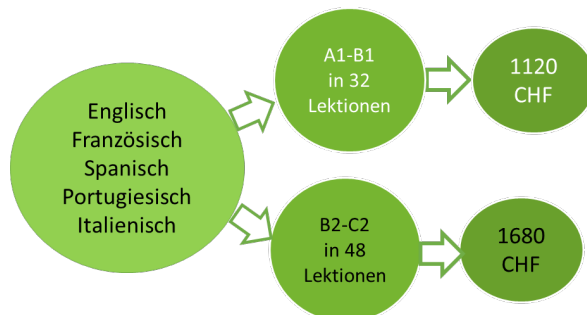 Englisch
Französisch
Spanisch
Portugiesisch
Italienisch
A1-B1
in 32
Lektionen
1120
CHF
B2-C2
in 48
Lektionen
1680
CHF